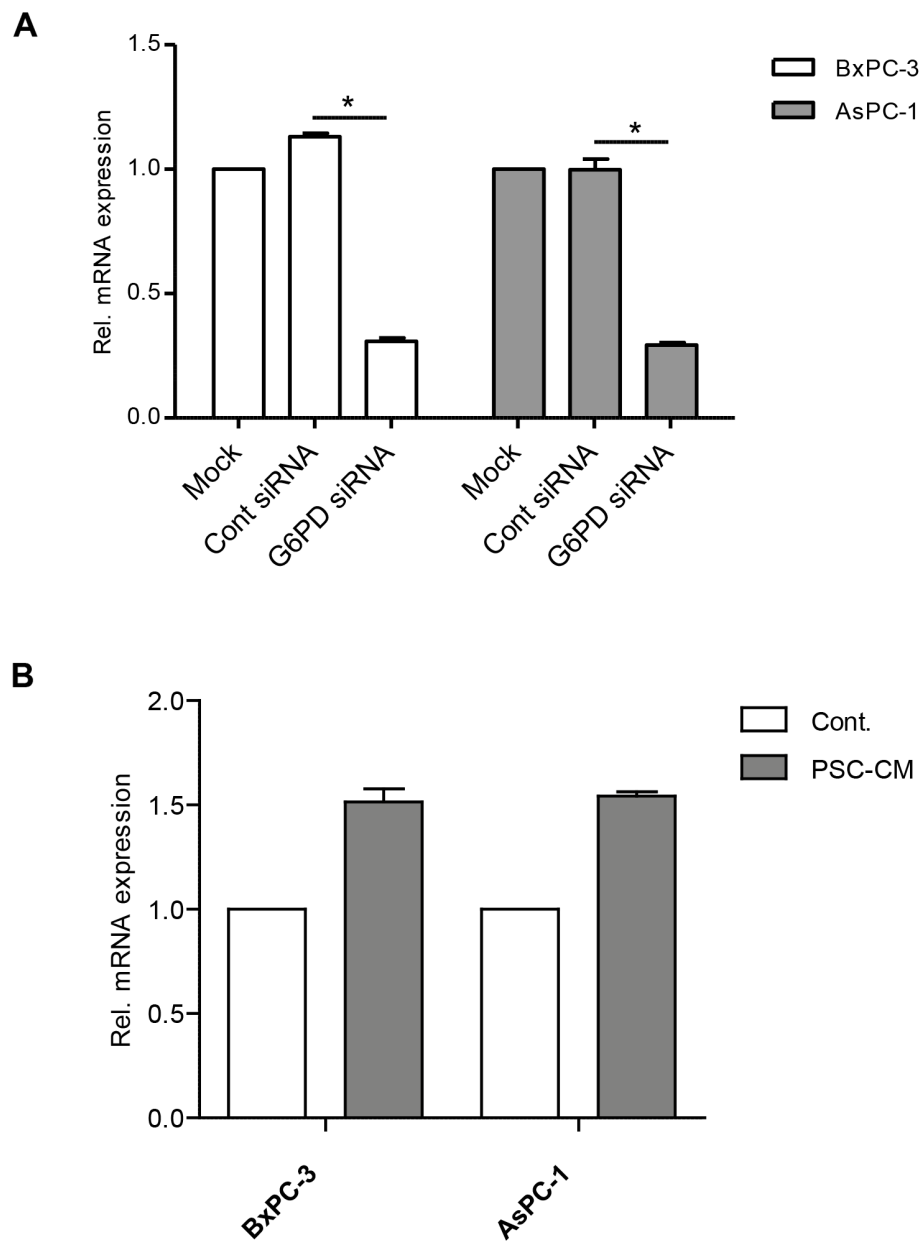 A
Rel. mRNA expression
1.5
1.0
0.5
0.0
* *
BxPC-3
AsPC-1
Mock
Cont siRNA
G6PD siRNA
Mock
Cont siRNA
G6PD siRNA
B
Rel. mRNA expression
2.0
1.5
1.0
0.5
0.0
Cont.
PSC-CM
BxPC-3
AsPC-1